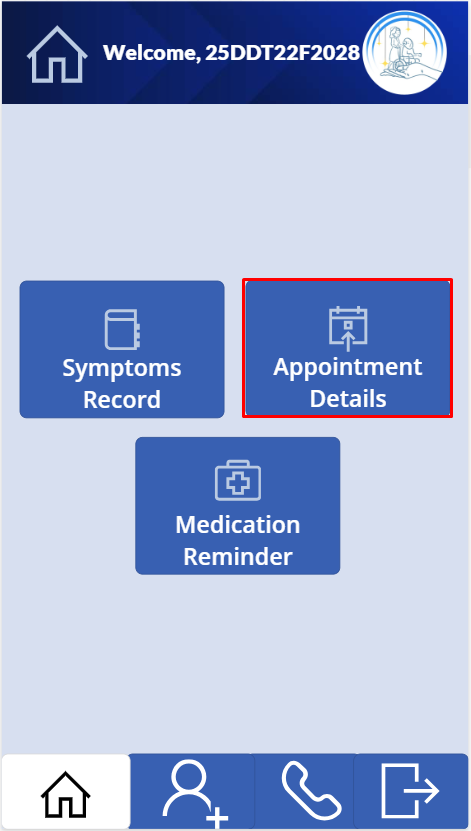 Welcome, 25DDT22F2028
Symptoms
Record
Appointment
Details
Medication
Reminder